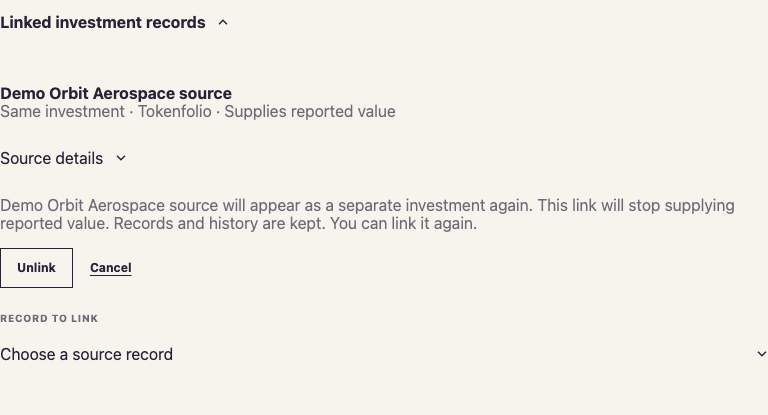 Linked investment records
Demo Orbit Aerospace source
Same investment · Tokenfolio · Supplies reported value
Source details
Demo Orbit Aerospace source will appear as a separate investment again. This link will stop supplying
reported value. Records and history are kept. You can link it again.
Unlink Cancel
RECORD TO LINK
Choose a source record